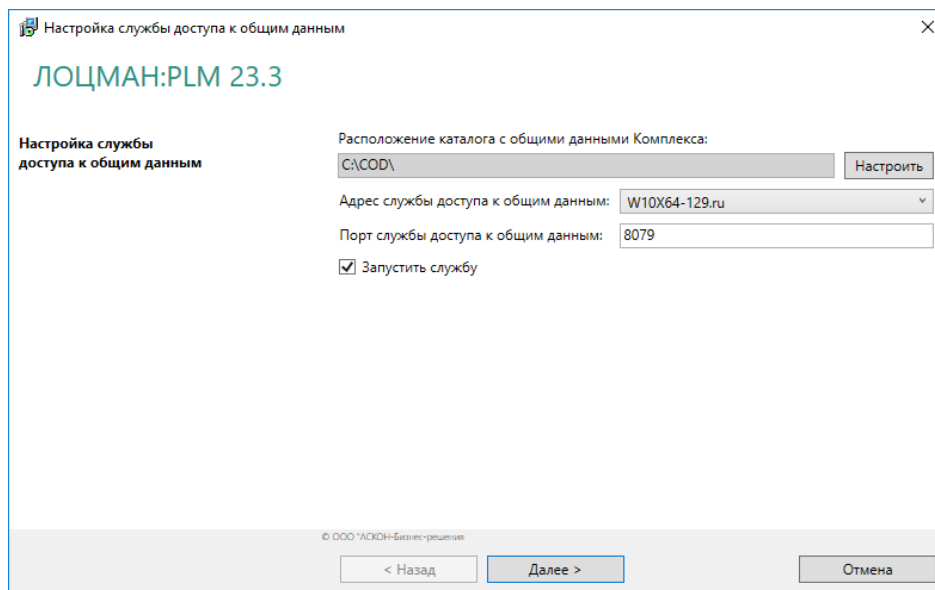 Настройка службы доступа к общим данным
ЛОЦМАН:PLM 23.3
Настройка службы
доступа к общим данным
Расположение каталога с общими данными Комплекса:
C:\COD\
Настроить
Адрес службы доступа к общим данным:
W10X64-129.ru
Порт службы доступа к общим данным:
8079
Запустить службу
© ООО "АСКОН-Бизнес-решения
< Назад
Далее >
Отмена